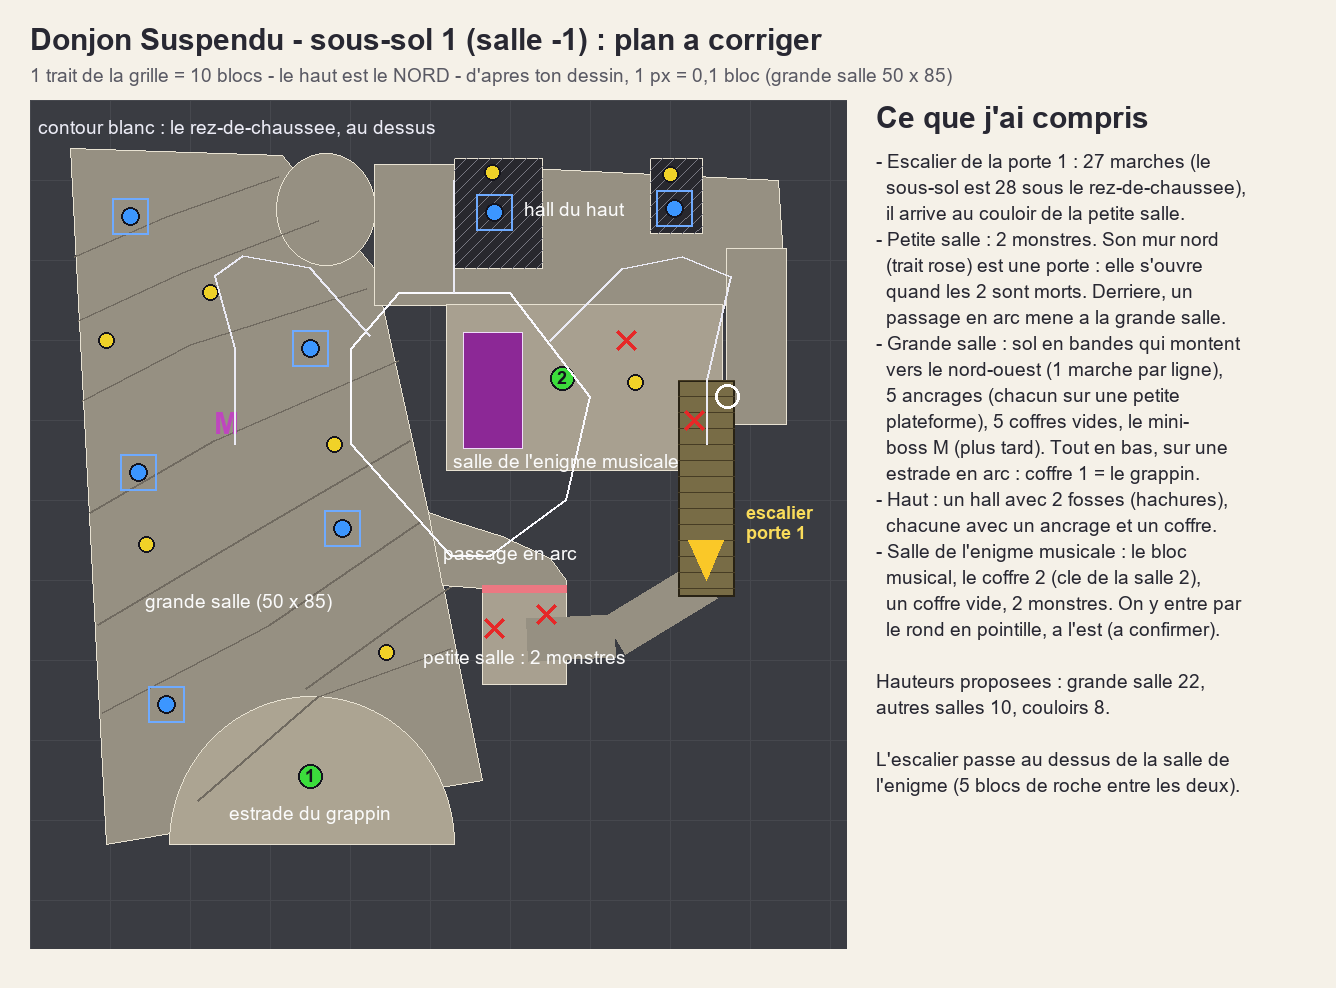 Donjon Suspendu - sous-sol 1 (salle -1) : plan a corriger
1 trait de la grille = 10 blocs - le haut est le NORD - d'apres ton dessin, 1 px = 0,1 bloc (grande salle 50 x 85)
contour blanc : le rez-de-chaussee, au dessus
hall du haut
2
M
salle de l'enigme musicale
escalier
porte 1
passage en arc
grande salle (50 x 85)
petite salle : 2 monstres
1
estrade du grappin
Ce que j'ai compris
- Escalier de la porte 1 : 27 marches (le
sous-sol est 28 sous le rez-de-chaussee),
il arrive au couloir de la petite salle.
- Petite salle : 2 monstres. Son mur nord
(trait rose) est une porte : elle s'ouvre
quand les 2 sont morts. Derriere, un
passage en arc mene a la grande salle.
- Grande salle : sol en bandes qui montent
vers le nord-ouest (1 marche par ligne),
5 ancrages (chacun sur une petite
plateforme), 5 coffres vides, le mini-
boss M (plus tard). Tout en bas, sur une
estrade en arc : coffre 1 = le grappin.
- Haut : un hall avec 2 fosses (hachures),
chacune avec un ancrage et un coffre.
- Salle de l'enigme musicale : le bloc
musical, le coffre 2 (cle de la salle 2),
un coffre vide, 2 monstres. On y entre par
le rond en pointille, a l'est (a confirmer).
Hauteurs proposees : grande salle 22,
autres salles 10, couloirs 8.
L'escalier passe au dessus de la salle de
l'enigme (5 blocs de roche entre les deux).